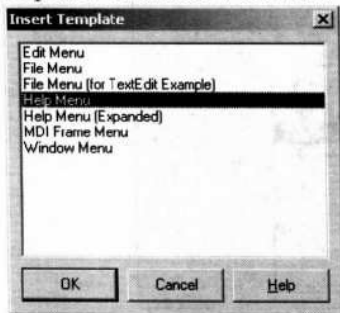 Insert Template
Edit Menu
File Menu
File Menu (for TextEdit Example)
Help Menu
Help Menu (Expanded)
MDI Frame Menu
Window Menu
OK Cancel Help